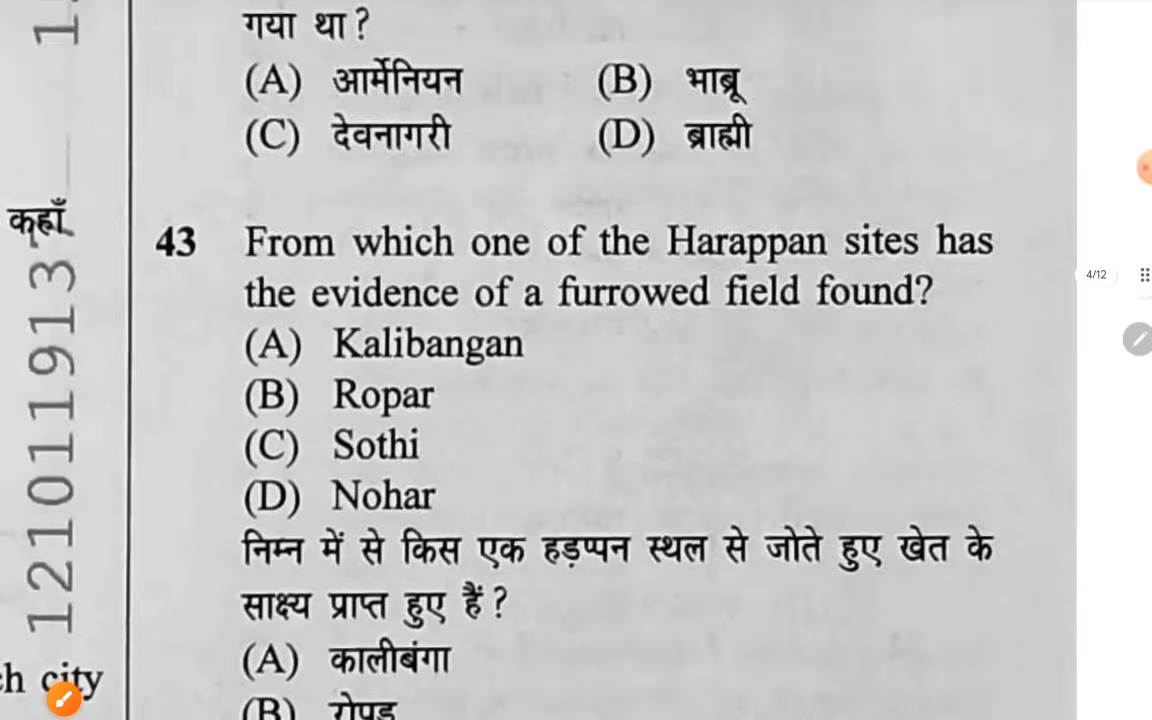 गया था ?
(A) आर्मेनियन (B) भाब्रू
(C) देवनागरी (D) ब्राह्मी
कहाँ
43 From which one of the Harappan sites has
the evidence of a furrowed field found?
(A) Kalibangan
(B) Ropar
(C) Sothi
(D) Nohar
निम्न में से किस एक हड़प्पन स्थल से जोते हुए खेत के
साक्ष्य प्राप्त हुए हैं ?
(A) कालीबंगा
(B) रोपड़
city
4/12